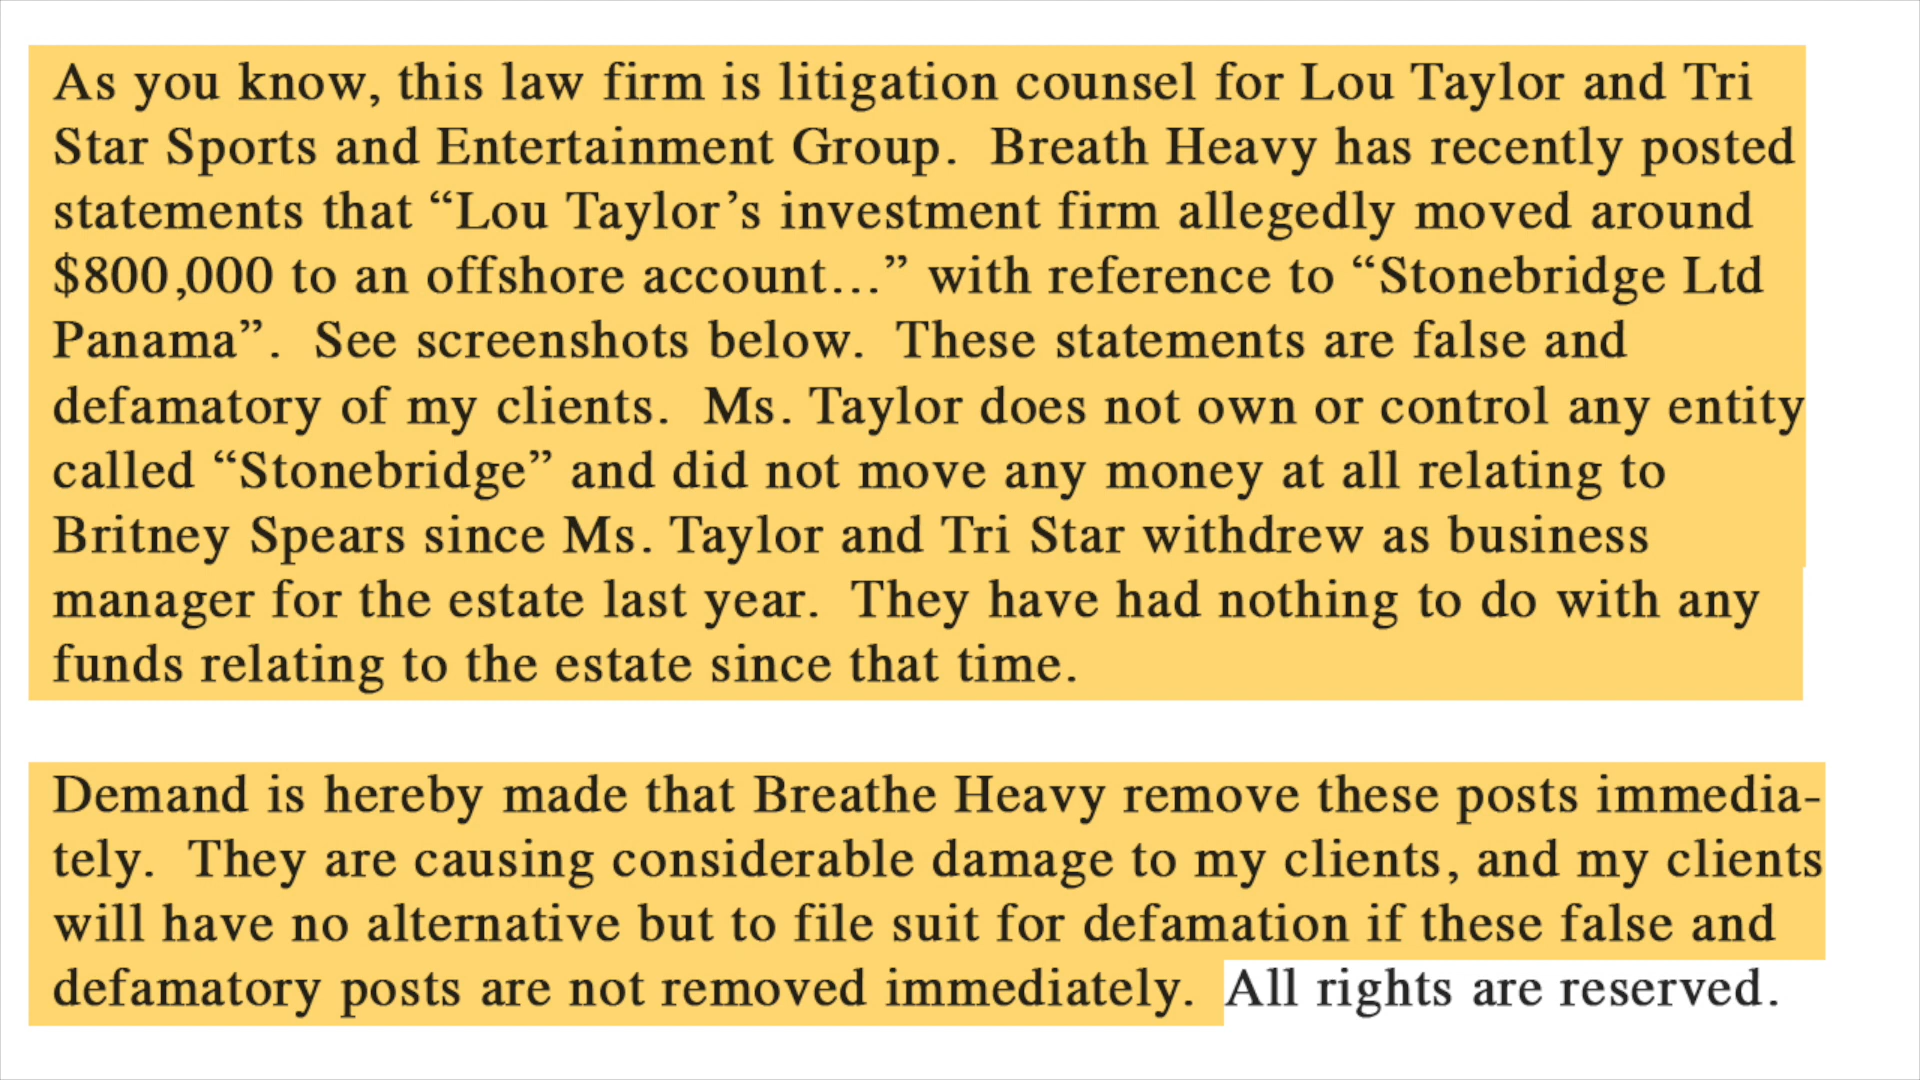 As you know, this law firm is litigation counsel for Lou Taylor and Tri
Star Sports and Entertainment Group.  Breath Heavy has recently posted
statements that “Lou Taylor’s investment firm allegedly moved around
$800,000 to an offshore account…” with reference to “Stonebridge Ltd
Panama”.  See screenshots below.  These statements are false and
defamatory of my clients.  Ms. Taylor does not own or control any entity
called “Stonebridge” and did not move any money at all relating to
Britney Spears since Ms. Taylor and Tri Star withdrew as business
manager for the estate last year.  They have had nothing to do with any
funds relating to the estate since that time.
Demand is hereby made that Breathe Heavy remove these posts immedia-
tely.  They are causing considerable damage to my clients, and my clients
will have no alternative but to file suit for defamation if these false and
defamatory posts are not removed immediately.  All rights are reserved.